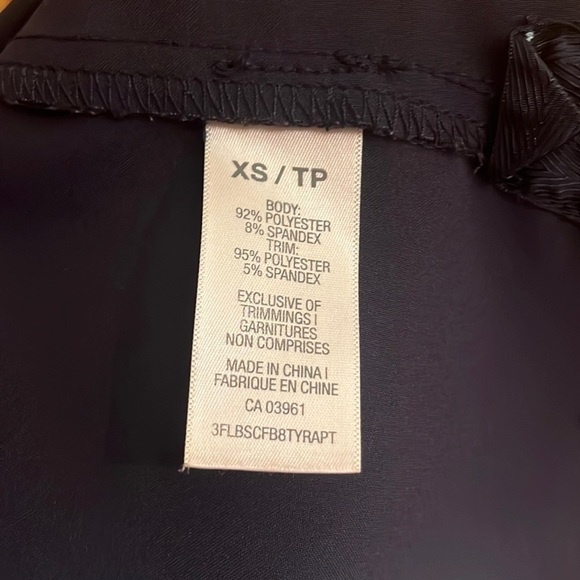 XS / TP
BODY:
92% POLYESTER
8% SPANDEX
TRIM:
95% POLYESTER
5% SPANDEX
EXCLUSIVE OF
TRIMMINGS |
GARNITURES
NON COMPRISES
MADE IN CHINA |
FABRIQUE EN CHINE
CA 03961
3FLBSCFB8TYRAPT